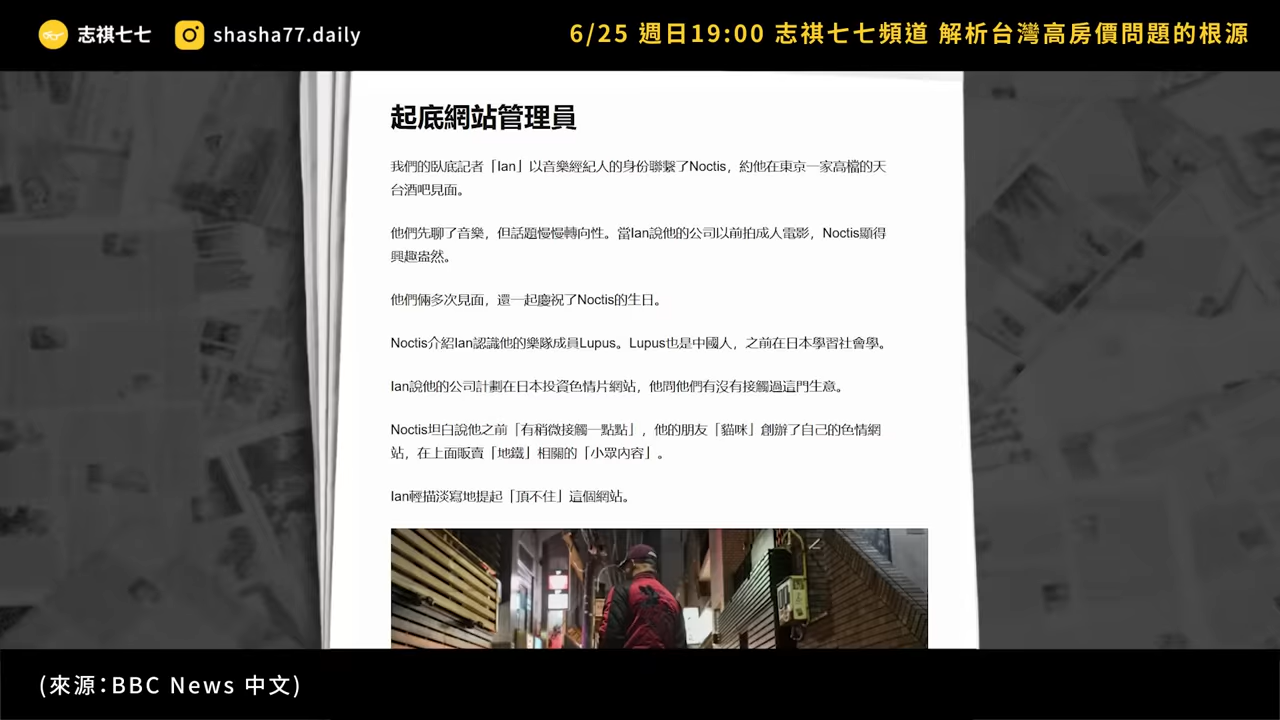 志祺七七 shasha77.daily 6/25 週日19:00 志祺七七頻道 解析台灣高房價問題的根源
起底網站管理員
我們的臥底記者「Ian」以音樂經紀人的身份聯繫了Noctis，約他在東京一家高檔的天
台酒吧見面。
他們先聊了音樂，但話題慢慢轉向性。當Ian說他的公司以前拍成人電影，Noctis顯得
興趣盎然。
他們倆多次見面，還一起慶祝了Noctis的生日。
Noctis介紹Ian認識他的樂隊成員Lupus。Lupus也是中國人，之前在日本學習社會學。
Ian說他的公司計劃在日本投資色情片網站，他問他們有沒有接觸過這門生意。
Noctis坦白說他之前「有稍微接觸一點點」，他的朋友「貓咪」創辦了自己的色情網
站，在上面販賣「地鐵」相關的「小眾內容」。
Ian輕描淡寫地提起「頂不住」這個網站。
(來源：BBC News 中文)